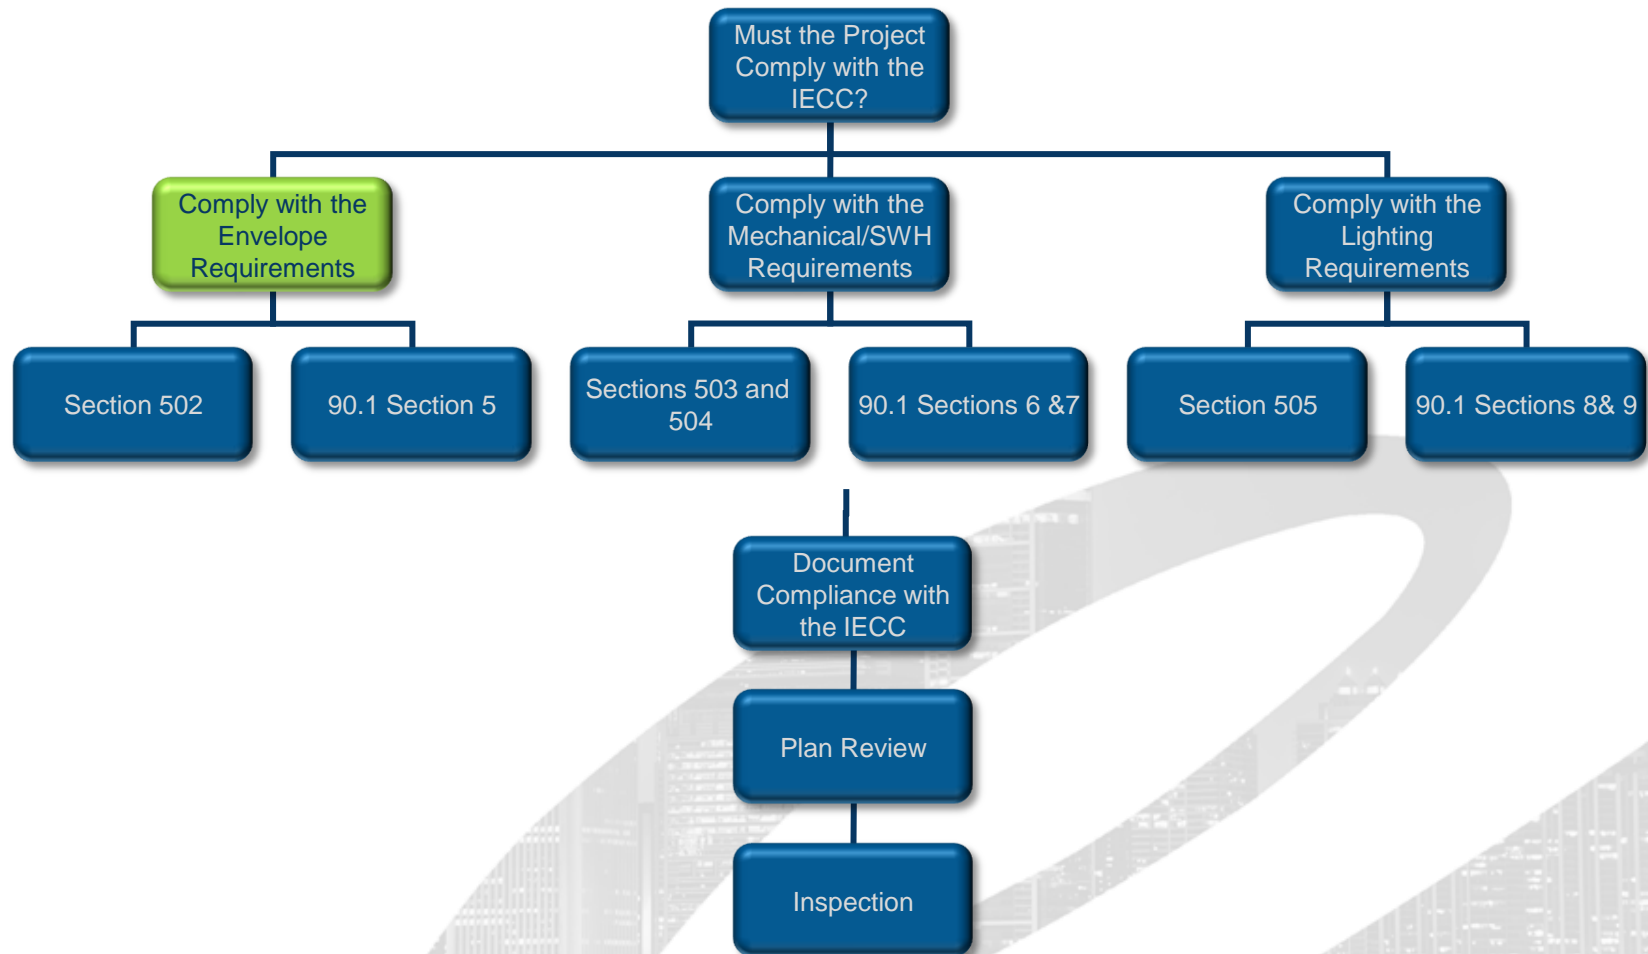 Must the Project
Comply with the
IECC?
Comply with the
Envelope
Requirements
Comply with the
Mechanical/SWH
Requirements
Comply with the
Lighting
Requirements
Section 502
90.1 Section 5
Sections 503 and
504
90.1 Sections 6 &7
Section 505
90.1 Sections 8& 9
Document
Compliance with
the IECC
Plan Review
Inspection